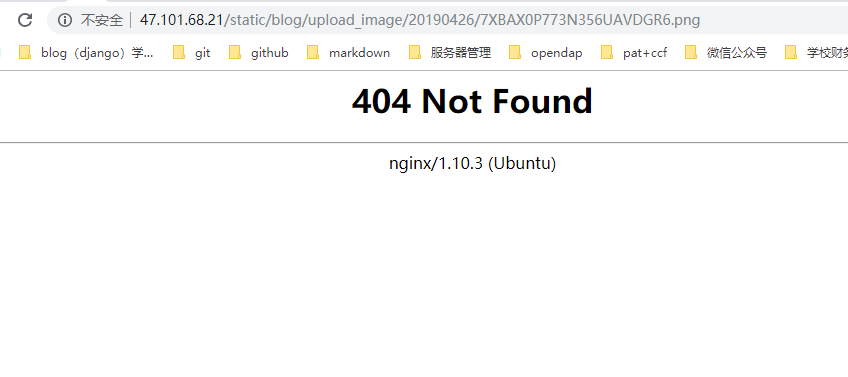 不安全 47.101.68.21/static/blog/upload_image/20190426/7XBAX0P773N356UAVDGR6.png
blog（django）学... git github markdown 服务器管理 opendap pat+ccf 微信公众号 学校财务
404 Not Found
nginx/1.10.3 (Ubuntu)